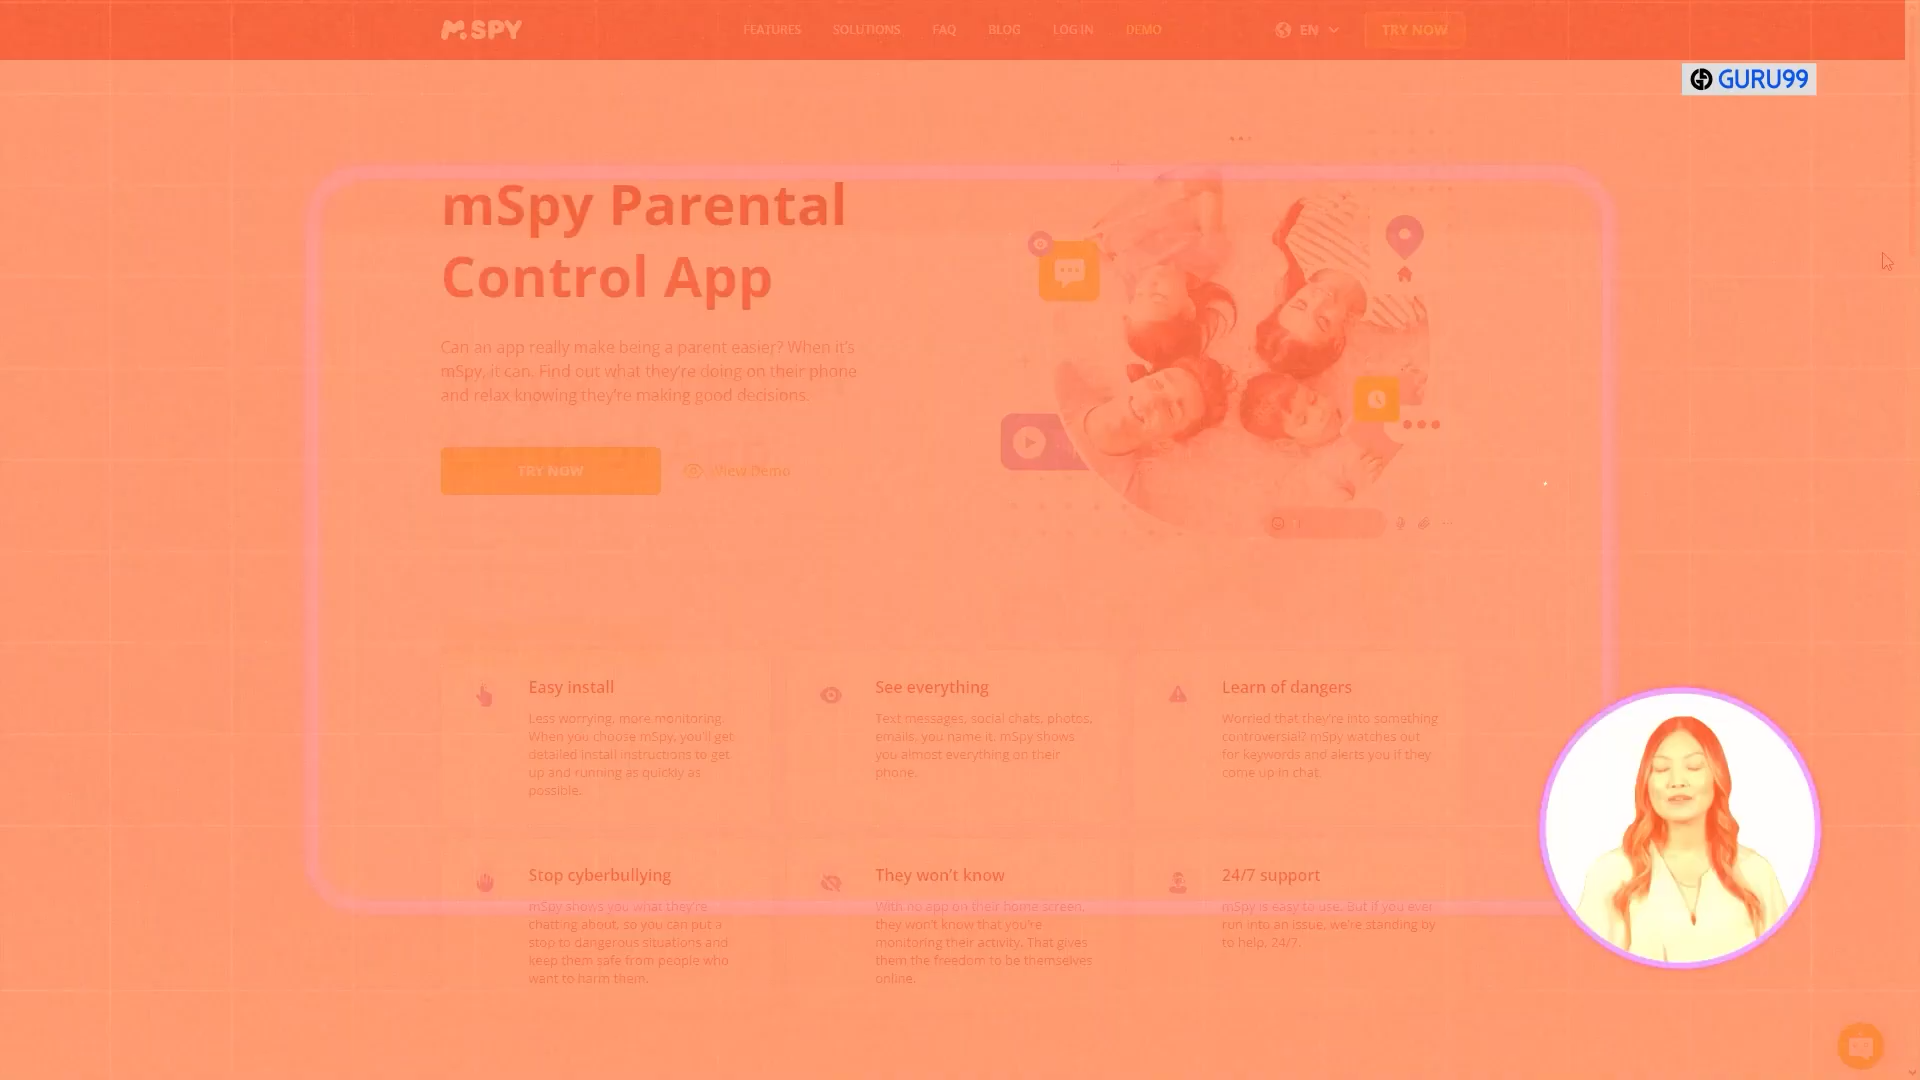 mSPY
FEATURES
SOLUTIONS
FAQ
BLOG
LOG IN
DEMO
EN
TRY NOW
GURU99
mSpy Parental
Control App
Can an app really make being a parent easier? When it's
mSpy, it can. Find out what they're doing on their phone
and relax knowing they're making good decisions.
TRY NOW
View Demo
Easy install
Less worrying, more monitoring.
When you choose mSpy, you'll get
detailed install instructions to get
up and running as quickly as
possible.
See everything
Text messages, social chats, photos,
emails, you name it. mSpy shows
you almost everything on their
phone.
Learn of dangers
Worried that they're into something
controversial? mSpy watches out
for keywords and alerts you if they
come up in chat.
Stop cyberbullying
mSpy shows you what they're
chatting about, so you can put a
stop to dangerous situations and
keep them safe from people who
want to harm them.
They won't know
With no app on their home screen,
they won't know that you're
monitoring their activity. That gives
them the freedom to be themselves
online.
24/7 support
mSpy is easy to use. But if you ever
run into an issue, we're standing by
to help. 24/7.